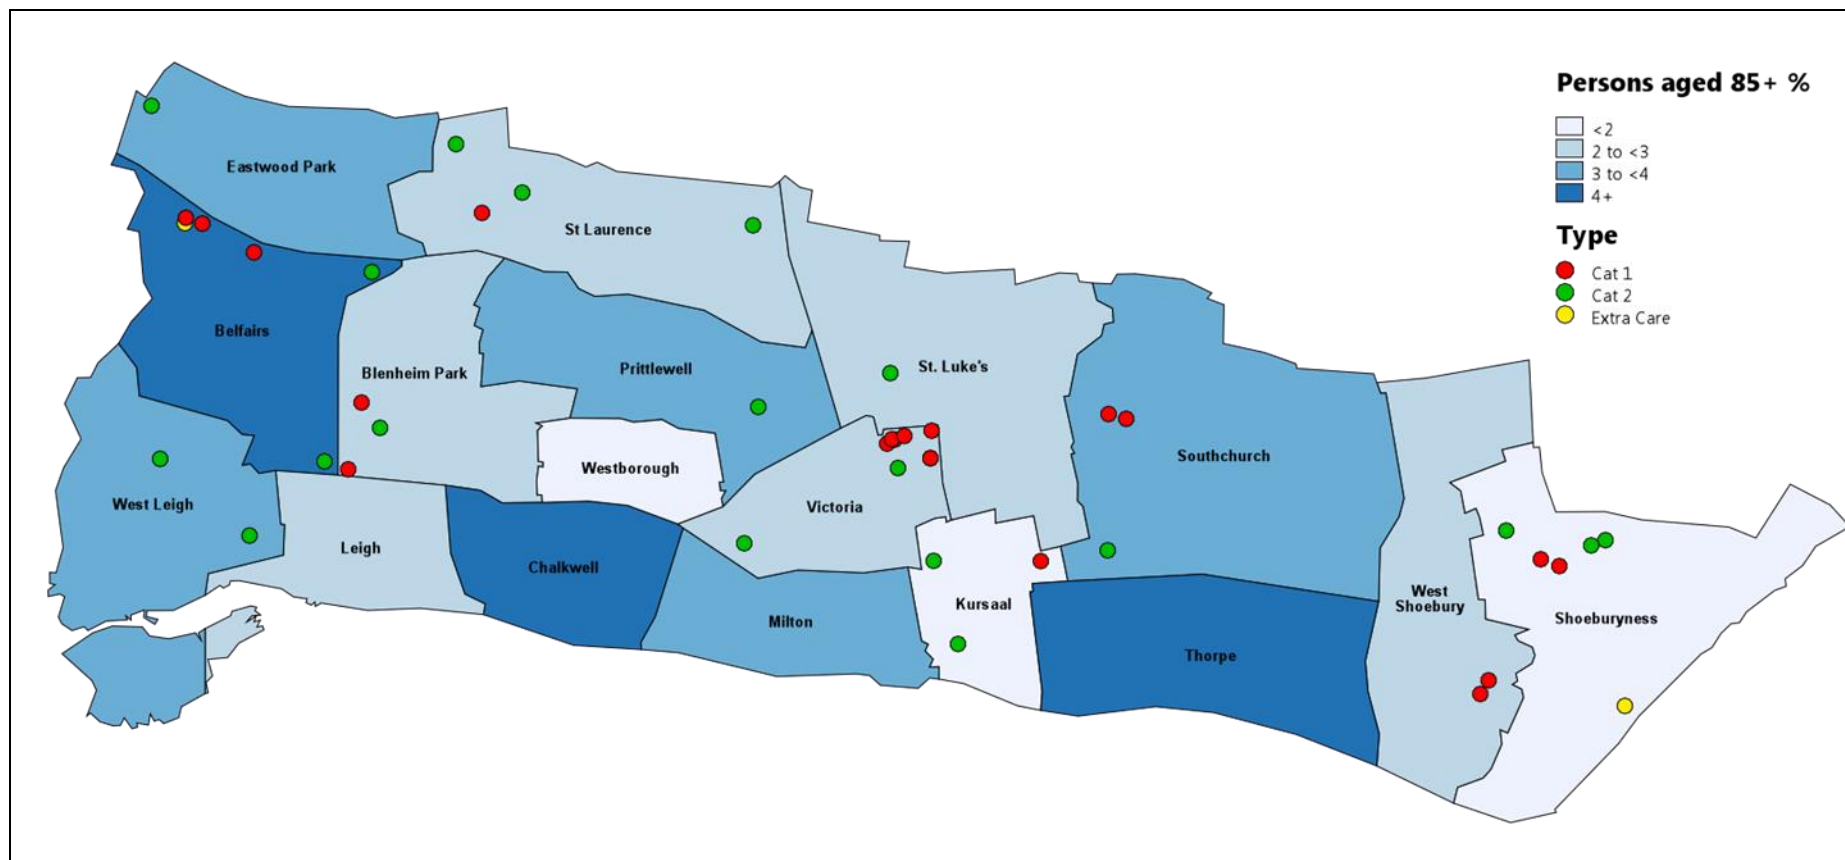 Persons aged 85+ %
<2
2 to <3
3 to <4
4+
Type
Cat 1
Cat 2
Extra Care
Eastwood Park
St Laurence
Belfairs
Blenheim Park
Prittlewell
St. Luke's
Westborough
Southchurch
West Leigh
Victoria
Leigh
Chalkwell
Kursaal
West
Shoebury
Milton
Shoeburyness
Thorpe